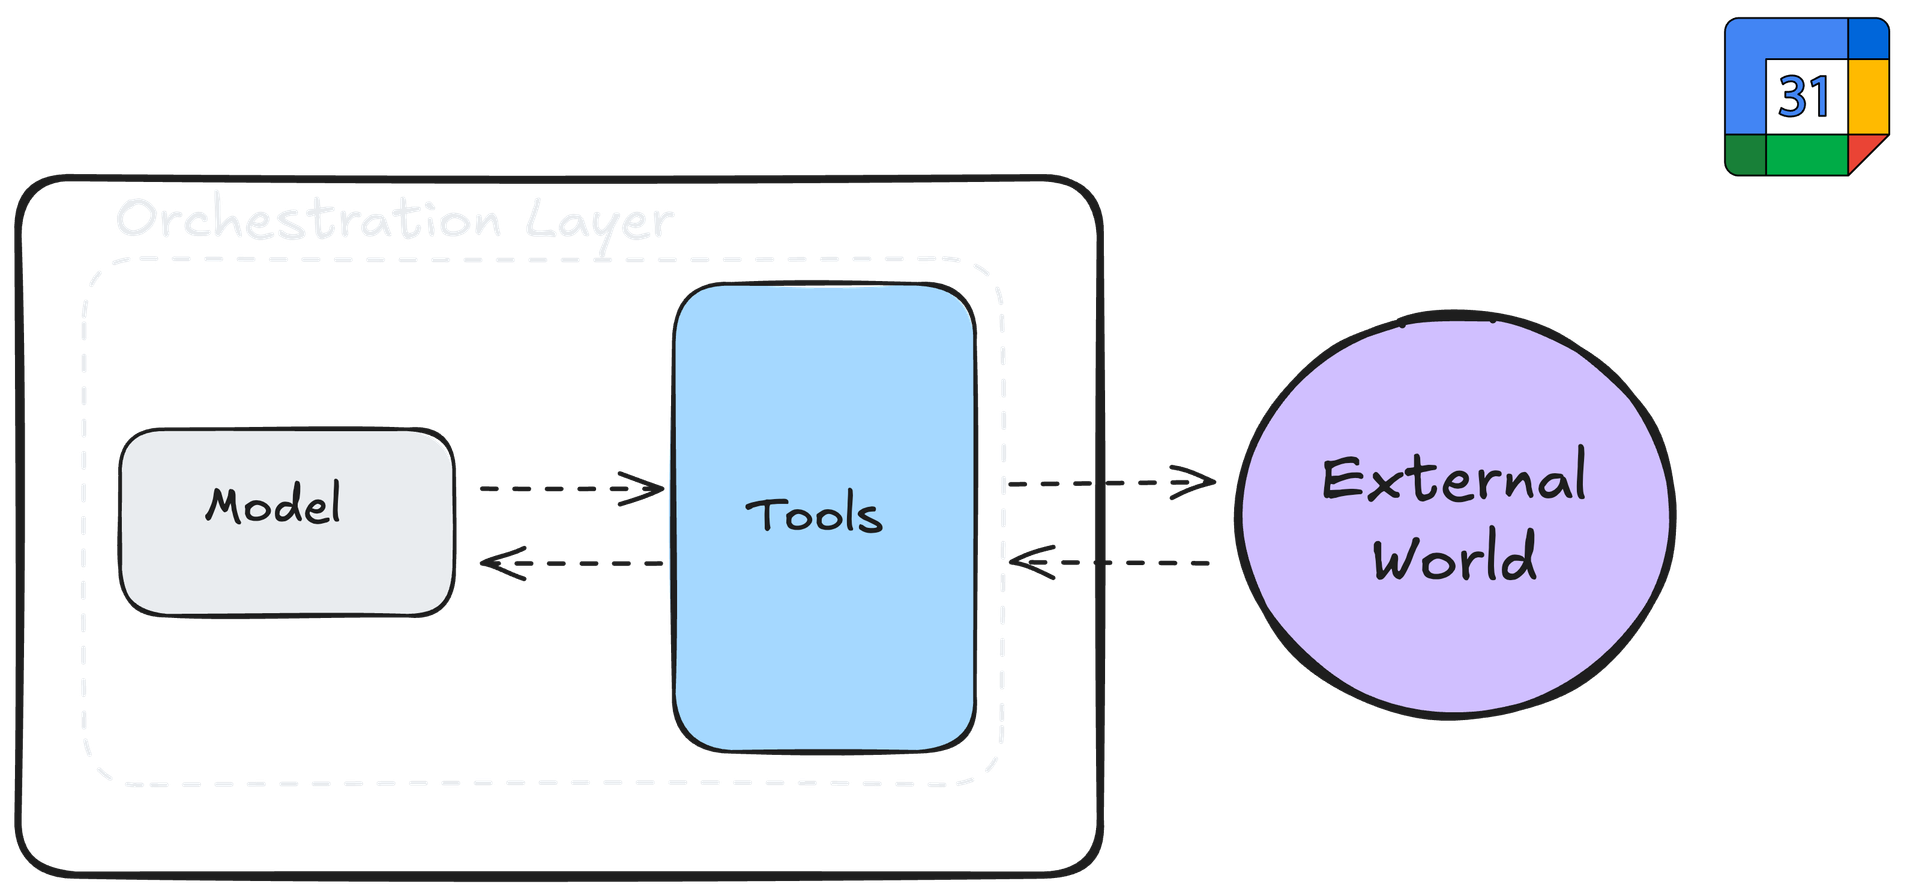 31
Orchestration Layer
Model
Tools
External
World